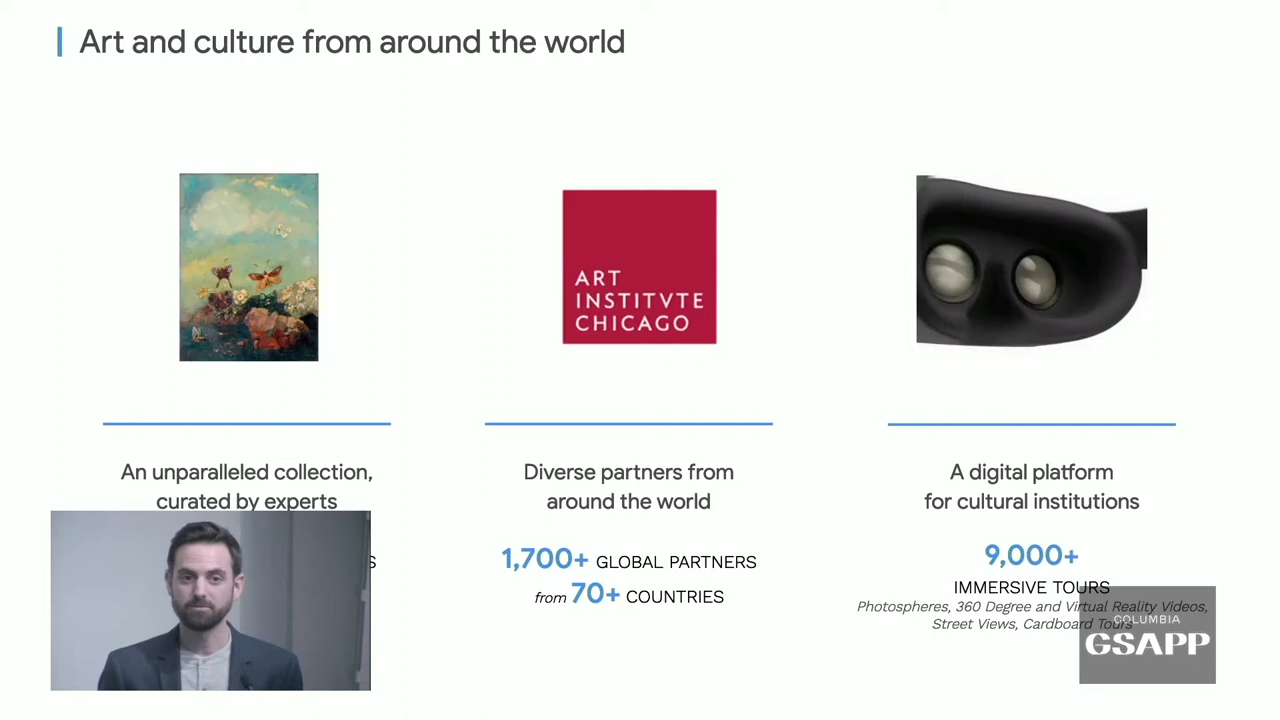 Art and culture from around the world
ART
INSTITVTE
CHICAGO
An unparalleled collection,
curated by experts
Diverse partners from
around the world
1,700+ GLOBAL PARTNERS
from 70+ COUNTRIES
A digital platform
for cultural institutions
9,000+
IMMERSIVE TOURS
Photospheres, 360 Degree and Virtual Reality Videos,
Street Views, Cardboard Tours
COLUMBIA
GSAPP